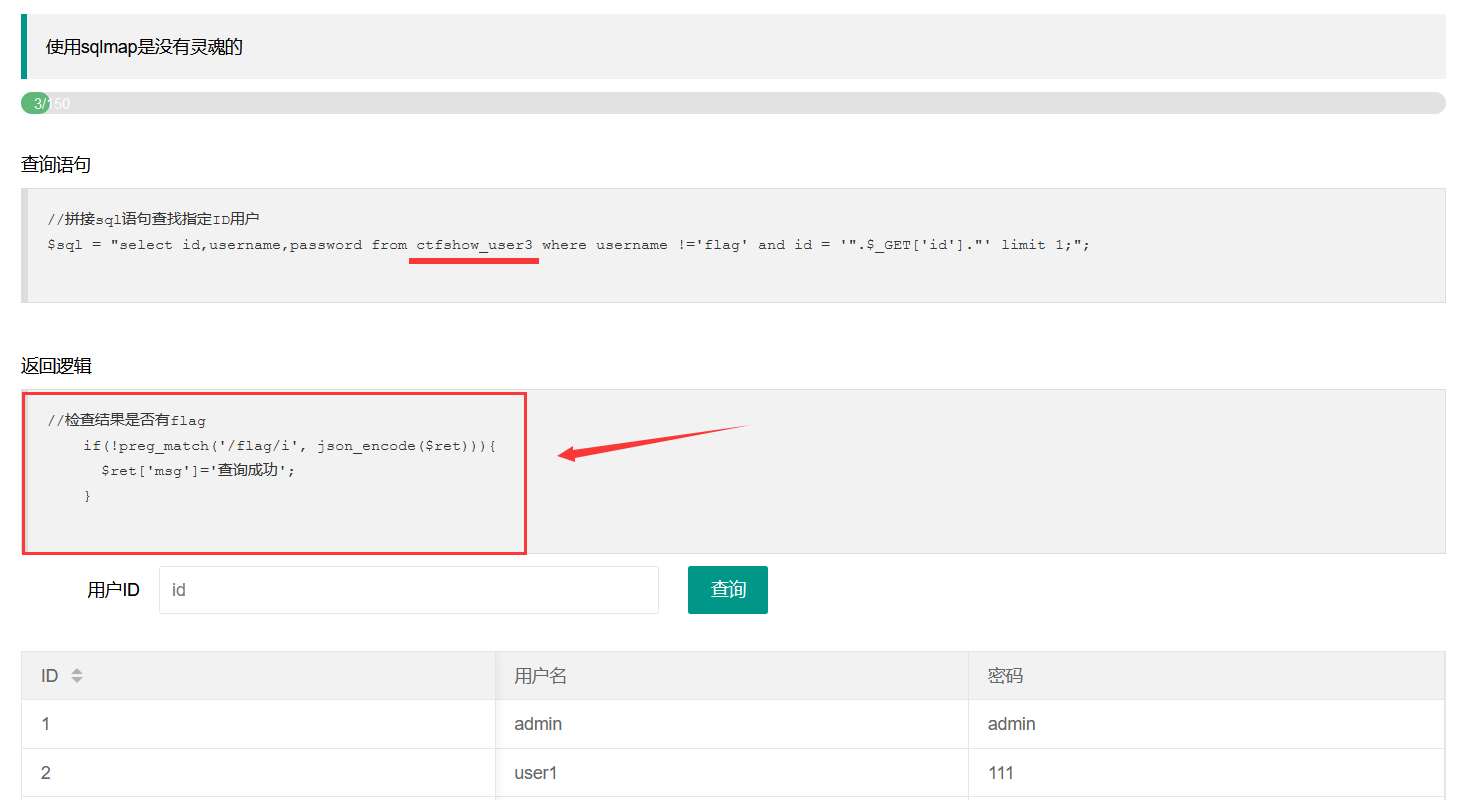 使用sqlmap是没有灵魂的
3/150
查询语句
//拼接sql语句查找指定ID用户
$sql = "select id,username,password from ctfshow_user3 where username !='flag' and id = '".$_GET['id']."' limit 1;";
返回逻辑
//检查结果是否有flag
if(!preg_match('/flag/i', json_encode($ret))){
$ret['msg']='查询成功';
}
用户ID id 查询
ID 用户名 密码
1 admin admin
2 user1 111